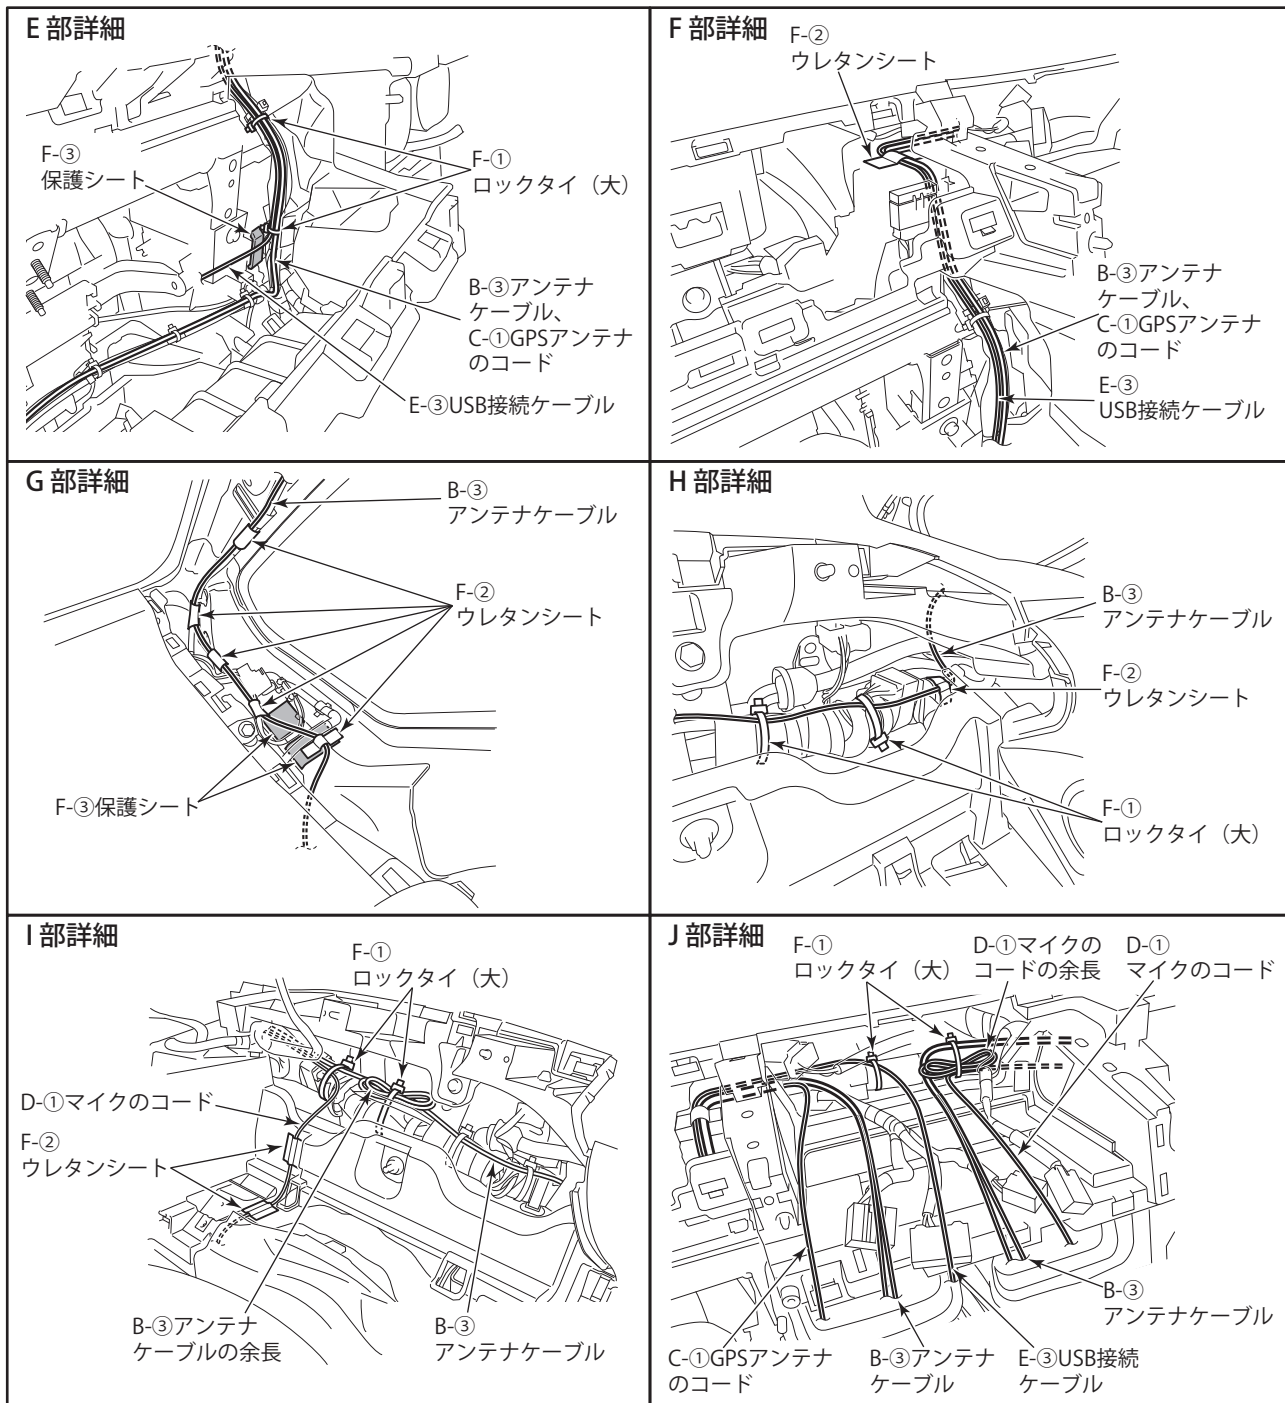 E 部詳細
F-③
保護シート
F-①
ロックタイ（大）
B-③アンテナ
ケーブル、
C-①GPSアンテナ
のコード
E-③USB接続ケーブル
F 部詳細
F-②
ウレタンシート
B-③アンテナ
ケーブル、
C-①GPSアンテナ
のコード
E-③
USB接続ケーブル
G 部詳細
B-③
アンテナケーブル
F-②
ウレタンシート
F-③保護シート
H 部詳細
B-③
アンテナケーブル
F-②
ウレタンシート
F-①
ロックタイ（大）
I 部詳細
F-①
ロックタイ（大）
D-①マイクのコード
F-②
ウレタンシート
B-③アンテナ
ケーブルの余長
B-③
アンテナケーブル
J 部詳細
F-①
ロックタイ（大）
D-①マイクの
コードの余長
D-①
マイクのコード
B-③
アンテナケーブル
C-①GPSアンテナ
のコード
B-③アンテナ
ケーブル
E-③USB接続
ケーブル